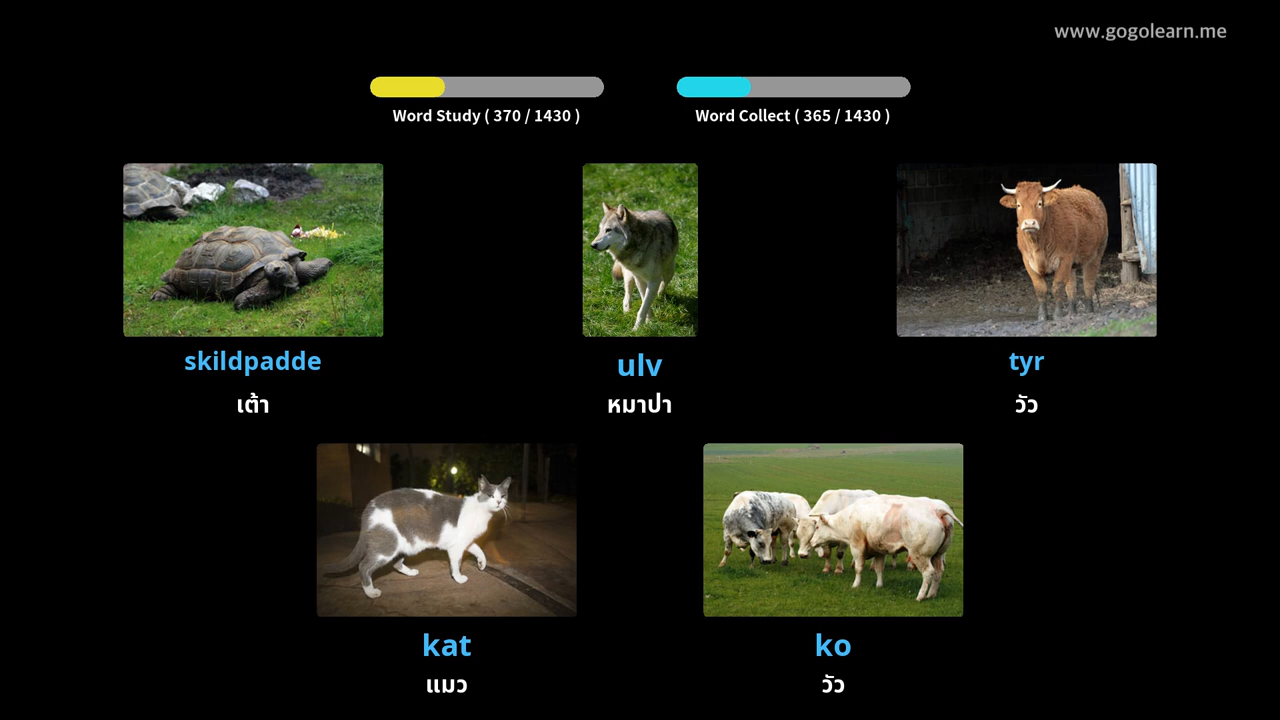 www.gogolearn.me
Word Study ( 370 / 1430 )
Word Collect ( 365 / 1430 )
skildpadde
ulv
tyr
เต้า
หมาป่า
วัว
kat
ko
แมว
วัว